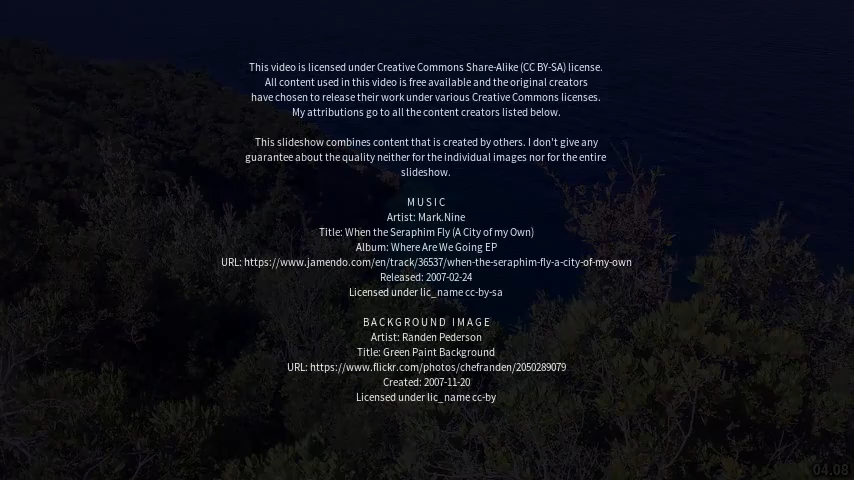 This video is licensed under Creative Commons Share-Alike (CC BY-SA) license.
All content used in this video is free available and the original creators
have chosen to release their work under various Creative Commons licenses.
My attributions go to all the content creators listed below.
This slideshow combines content that is created by others. I don't give any
guarantee about the quality neither for the individual images nor for the entire
slideshow.
MUSIC
Artist: Mark.Nine
Title: When the Seraphim Fly (A City of my Own)
Album: Where Are We Going EP
URL: https://www.jamendo.com/en/track/36537/when-the-seraphim-fly-a-city-of-my-own
Released: 2007-02-24
Licensed under lic_name cc-by-sa
BACKGROUND IMAGE
Artist: Randen Pederson
Title: Green Paint Background
URL: https://www.flickr.com/photos/chefranden/2050289079
Created: 2007-11-20
Licensed under lic_name cc-by
04.08